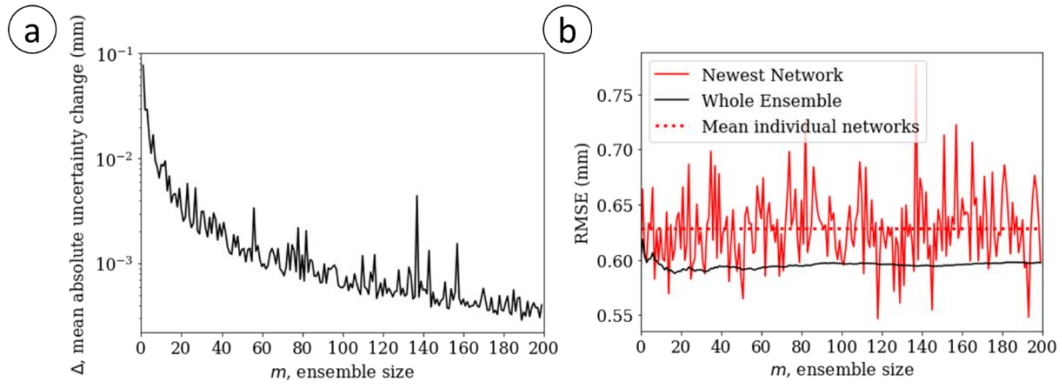 a
Δ, mean absolute uncertainty change (mm)
10⁻¹
10⁻²
10⁻³
0 20 40 60 80 100 120 140 160 180 200
m, ensemble size
b
RMSE (mm)
0.75
0.70
0.65
0.60
0.55
Newest Network
Whole Ensemble
Mean individual networks
0 20 40 60 80 100 120 140 160 180 200
m, ensemble size